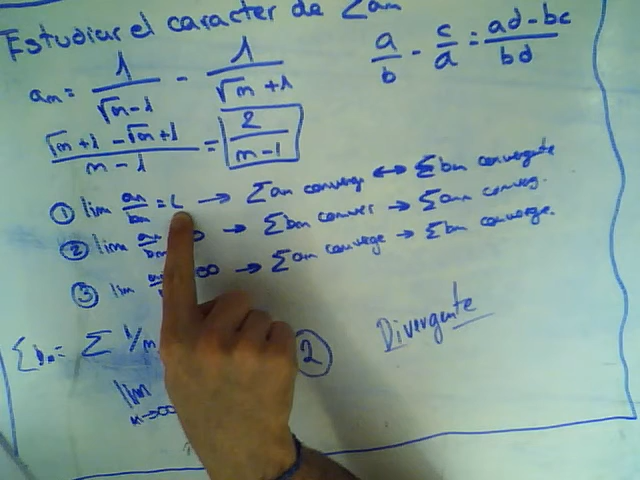 Estudiar el caracter de Σan
a/b - c/d = ad-bc/bd
an = 1/√n-1 - 1/√n+1
√n+1 -√n+1/n-1 = 2/n-1
① lim an/bn = L → Σan converge ↔ Σbn convergente
② lim → Σbn conver → Σan converg.
③ lim ∞ → Σan converge → Σbn converge.
Σbn = Σ 1/n
②
Divergente
lim
n→∞